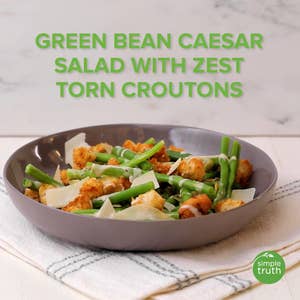 GREEN BEAN CAESAR
SALAD WITH ZEST
TORN CROUTONS
simple
truth